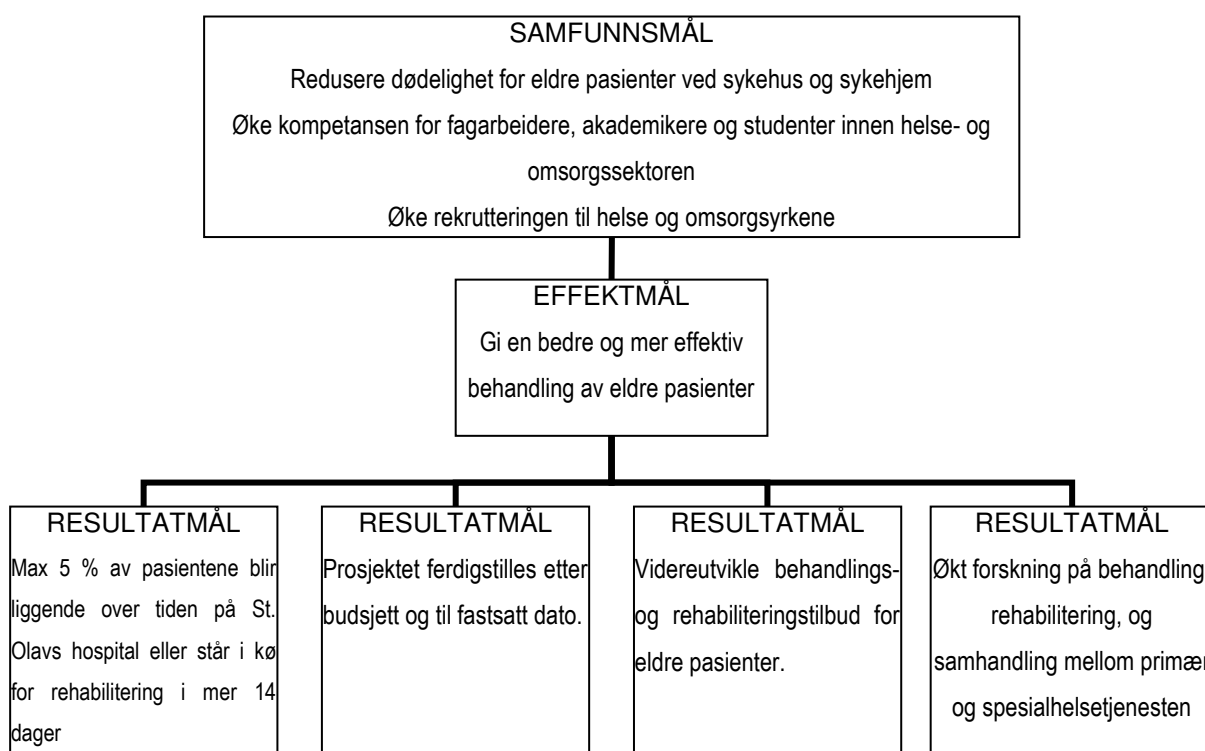 SAMFUNNSMÅL
Redusere dødelighet for eldre pasienter ved sykehus og sykehjem
Øke kompetansen for fagarbeidere, akademikere og studenter innen helse- og
omsorgssektoren
Øke rekrutteringen til helse og omsorgsyrkene
EFFEKTMÅL
Gi en bedre og mer effektiv
behandling av eldre pasienter
RESULTATMÅL
Max 5 % av pasientene blir
liggende over tiden på St.
Olavs hospital eller står i kø
for rehabilitering i mer 14
dager
RESULTATMÅL
Prosjektet ferdigstilles etter
budsjett og til fastsatt dato.
RESULTATMÅL
Videreutvikle behandlings-
og rehabiliteringstilbud for
eldre pasienter.
RESULTATMÅL
Økt forskning på behandling
rehabilitering, og
samhandling mellom primær
og spesialhelsetjenesten